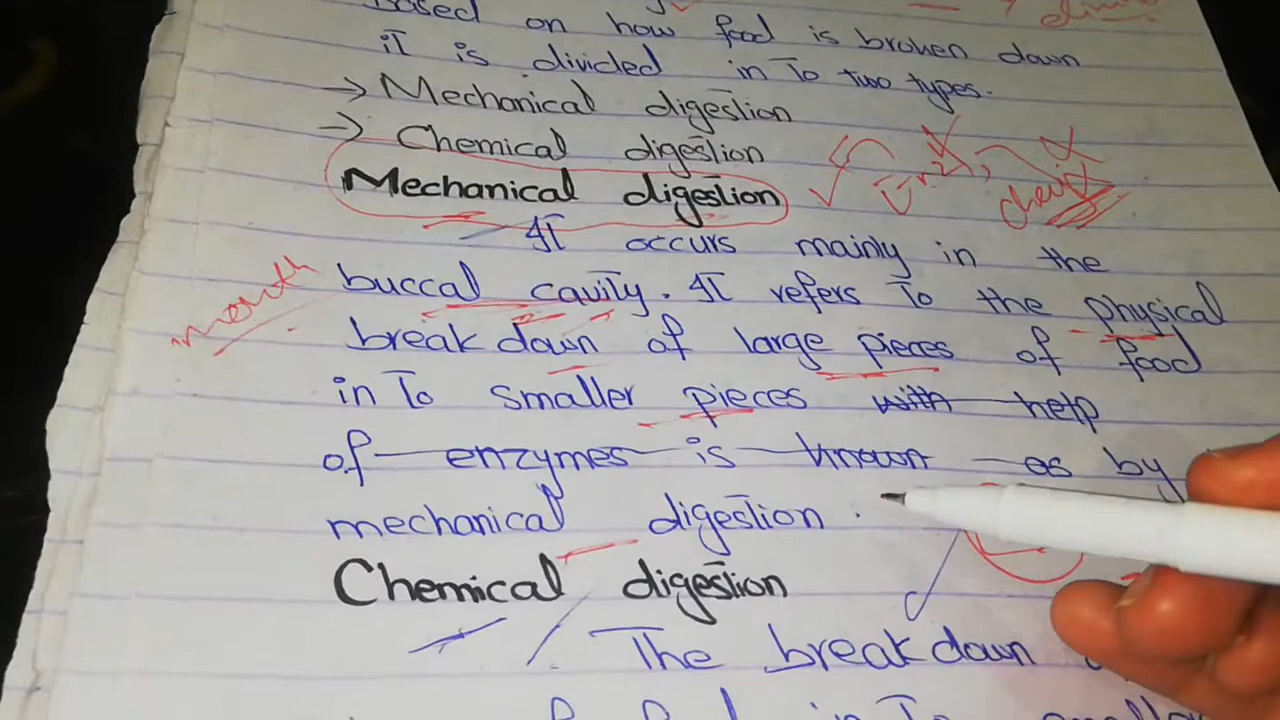 Based on how food is broken down
it is divided in to two types.
→ Mechanical digestion
→ Chemical digestion
Mechanical digestion
It occurs mainly in the
mouth
buccal cavity. It refers to the physical
break down of large pieces of food
in to smaller pieces with help
of enzymes is known as by
mechanical digestion.
Chemical digestion
The break down
in to smaller